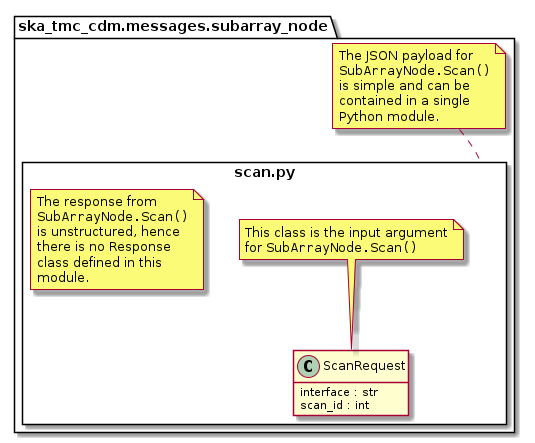 ska_tmc_cdm.messages.subarray_node
The JSON payload for
SubArrayNode.Scan()
is simple and can be
contained in a single
Python module.
scan.py
The response from
SubArrayNode.Scan()
is unstructured, hence
there is no Response
class defined in this
module.
This class is the input argument
for SubArrayNode.Scan()
C ScanRequest
interface : str
scan_id : int